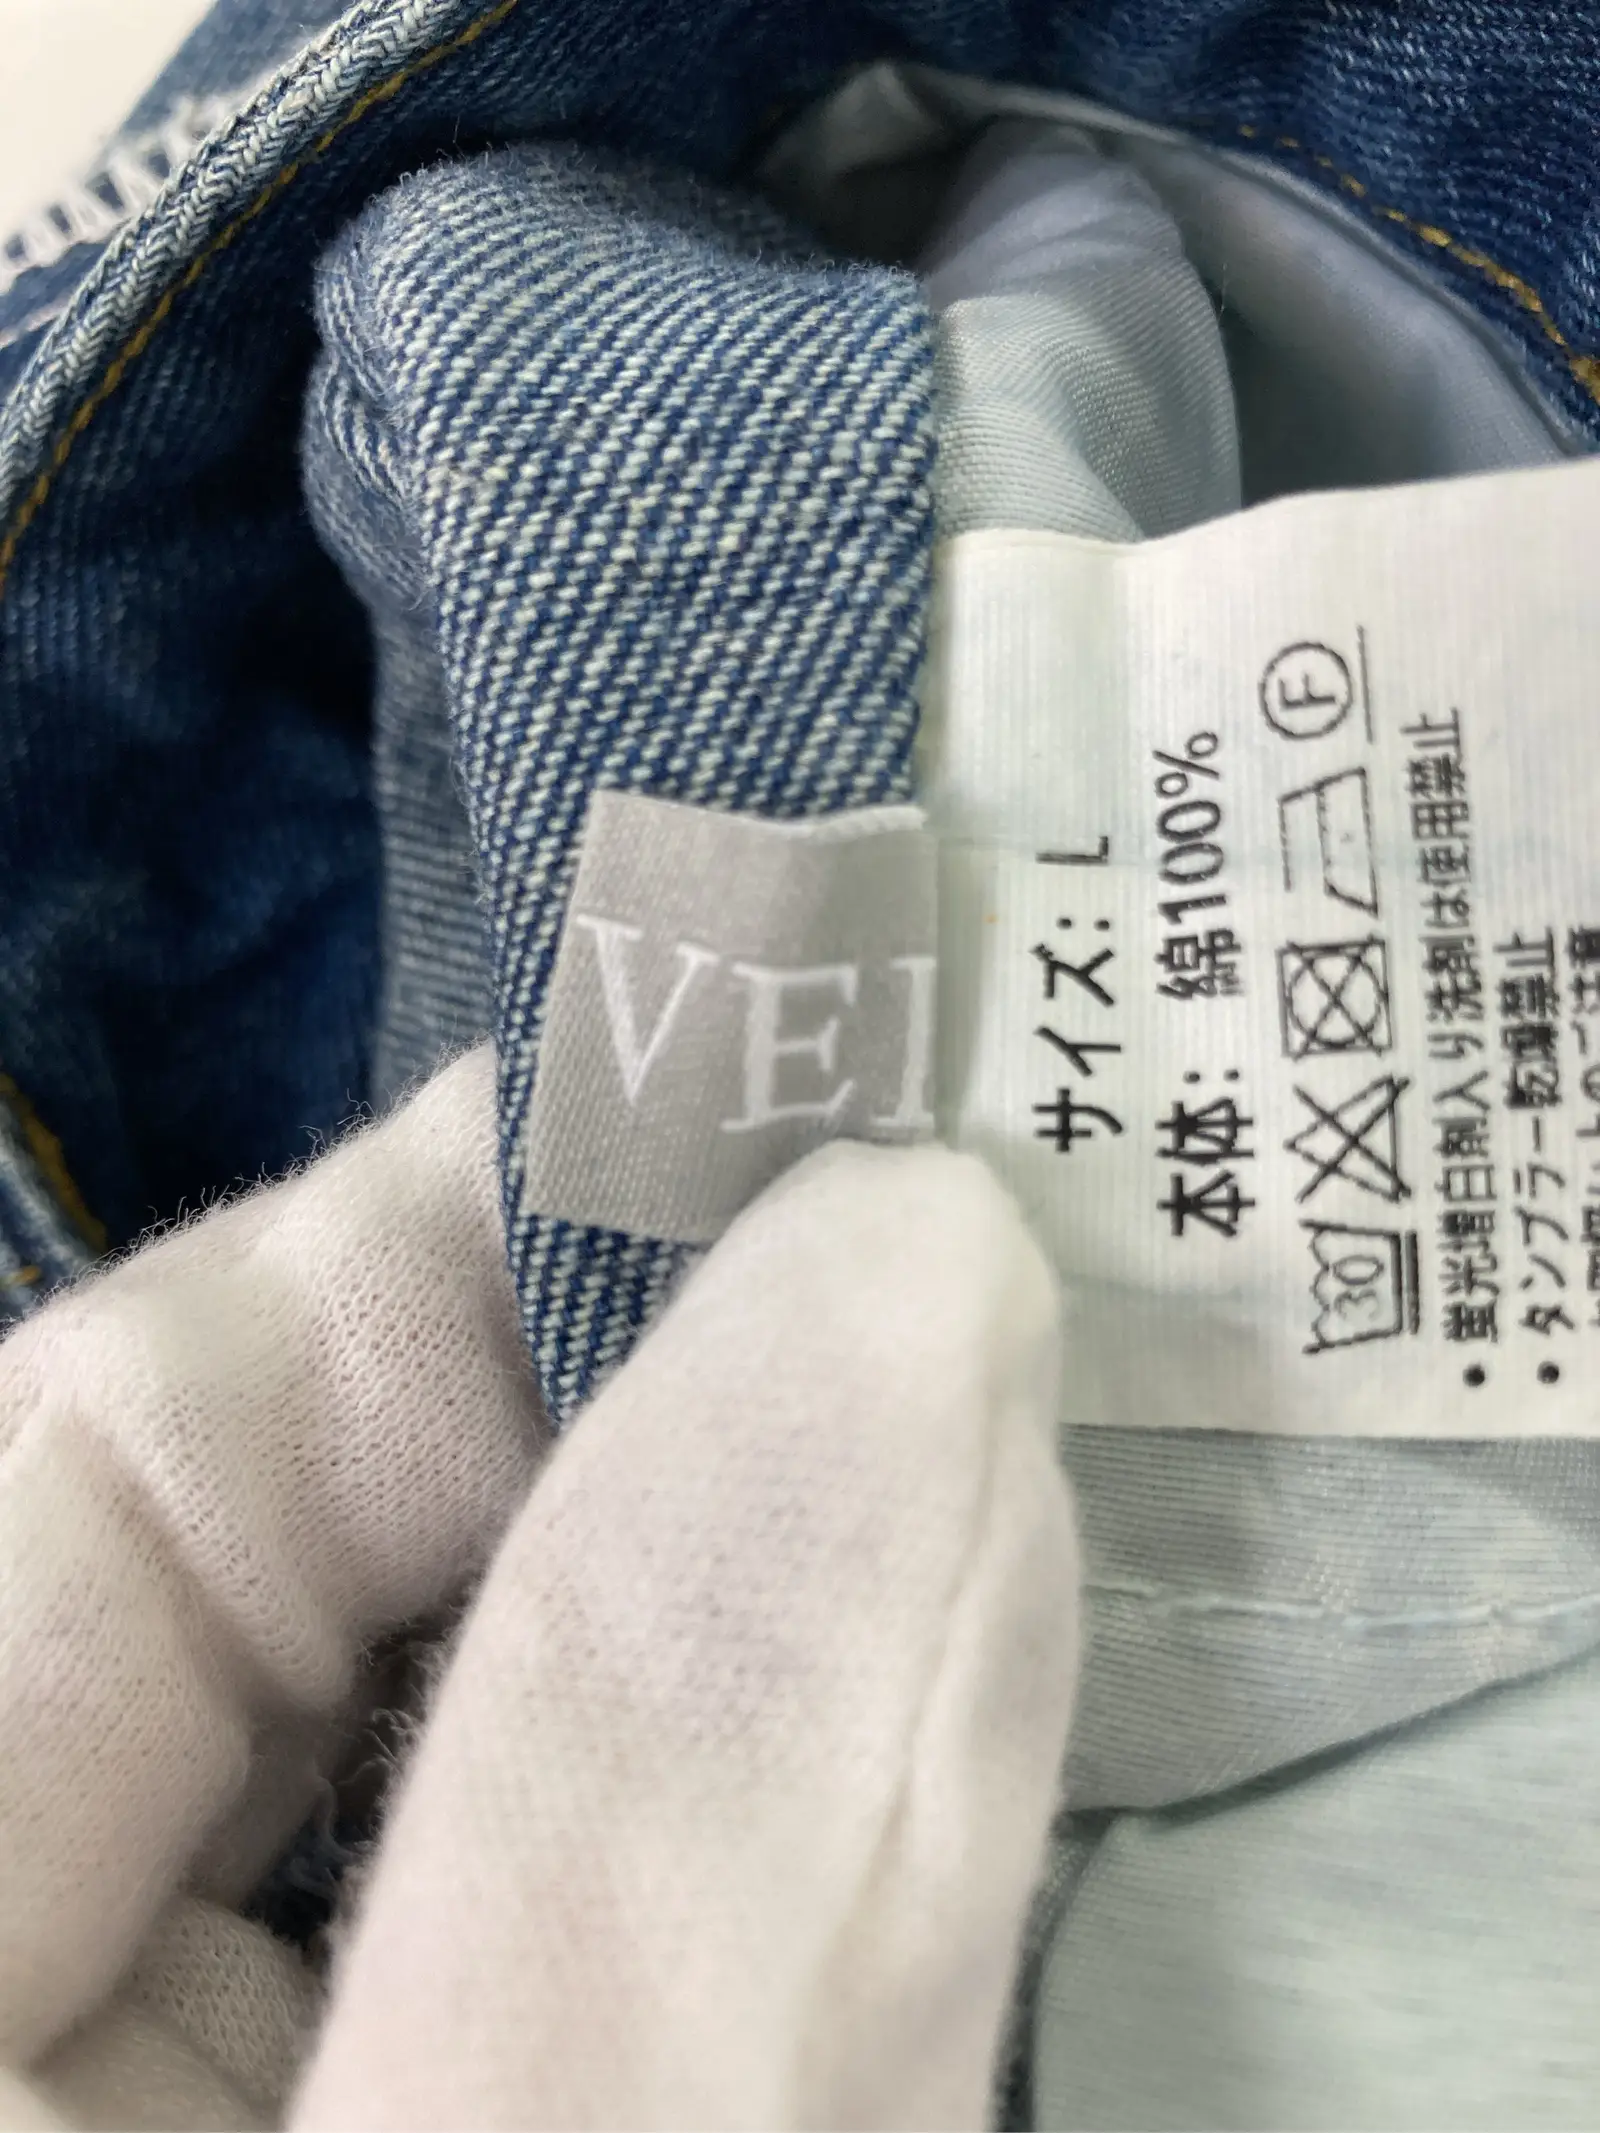 VEI
サイズ: L
本体: 綿100%
30 F
・蛍光増白剤入り洗剤は使用禁止
・タンブラー乾燥禁止